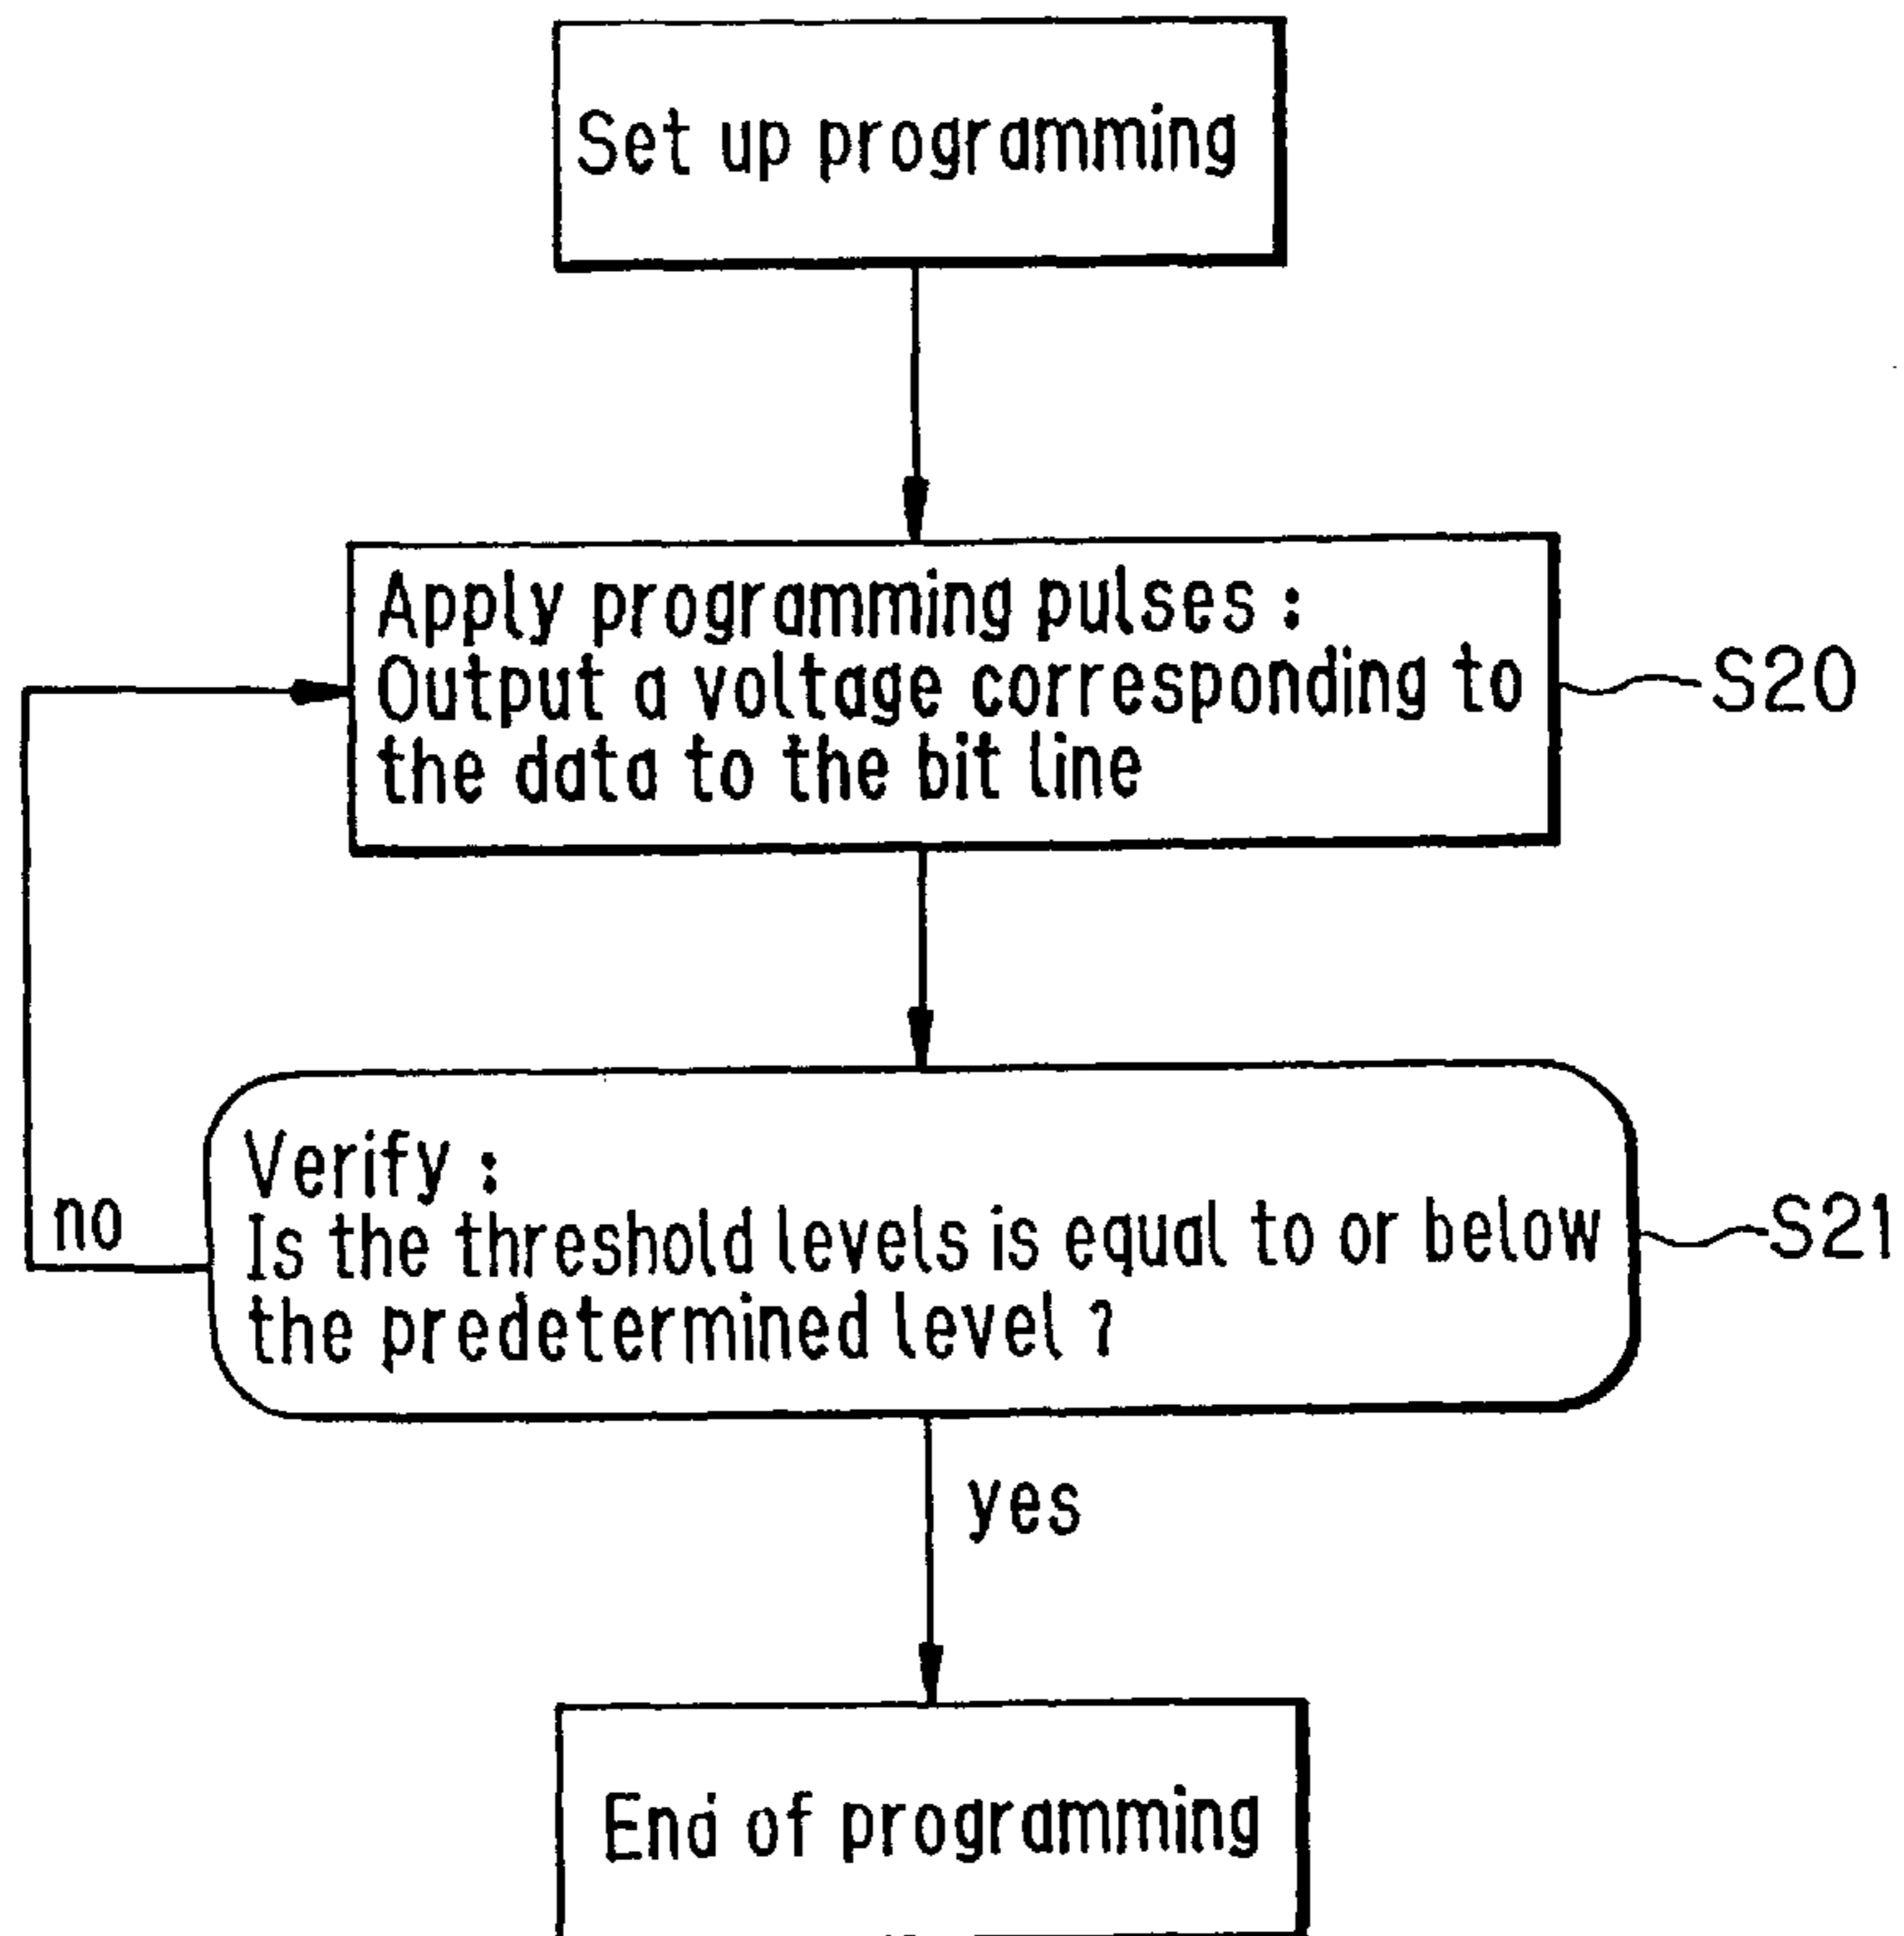 Set up programming
Apply programming pulses :
Output a voltage corresponding to
the data to the bit line
S20
Verify :
Is the threshold levels is equal to or below
the predetermined level ?
S21
no
yes
End of programming